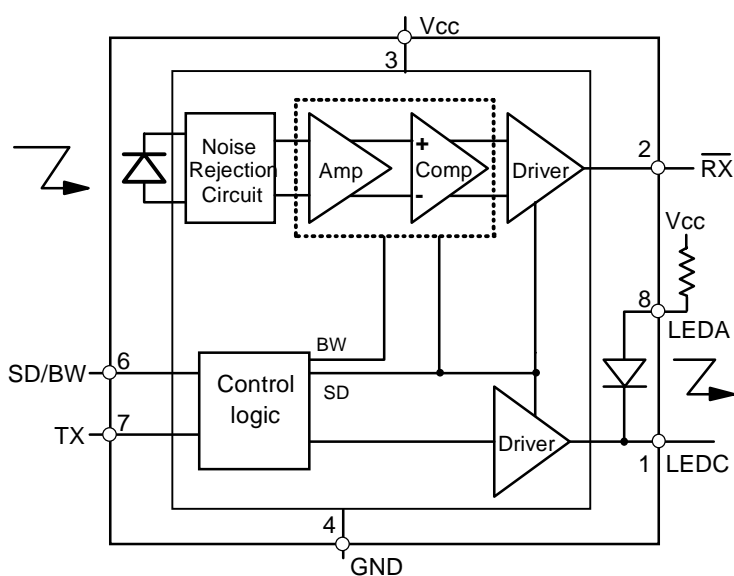 Vcc
3
Noise
Rejection
Circuit
Amp
+
-
Comp
Driver
2
R̅X̅
Vcc
8
LEDA
BW
SD/BW
6
Control
logic
SD
TX
7
Driver
1
LEDC
4
GND